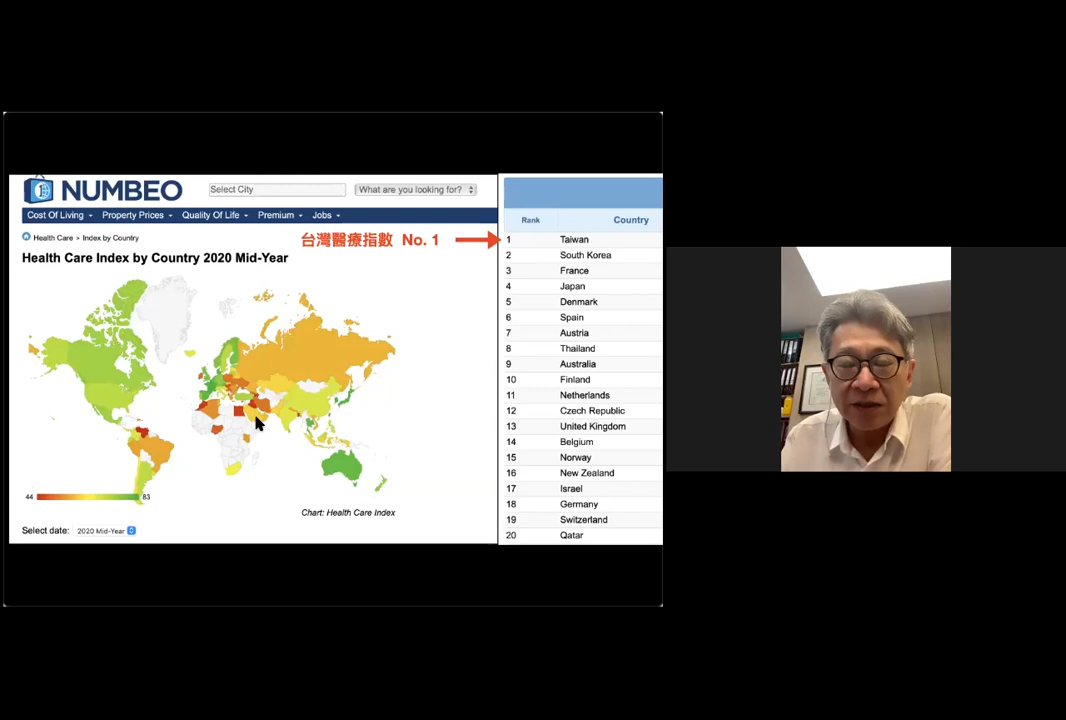 NUMBEO
Select City
What are you looking for?
Cost Of Living
Property Prices
Quality Of Life
Premium
Jobs
Health Care > Index by Country
台灣醫療指數 No. 1
Health Care Index by Country 2020 Mid-Year
44
83
Chart: Health Care Index
Select date: 2020 Mid-Year
Rank Country
1 Taiwan
2 South Korea
3 France
4 Japan
5 Denmark
6 Spain
7 Austria
8 Thailand
9 Australia
10 Finland
11 Netherlands
12 Czech Republic
13 United Kingdom
14 Belgium
15 Norway
16 New Zealand
17 Israel
18 Germany
19 Switzerland
20 Qatar